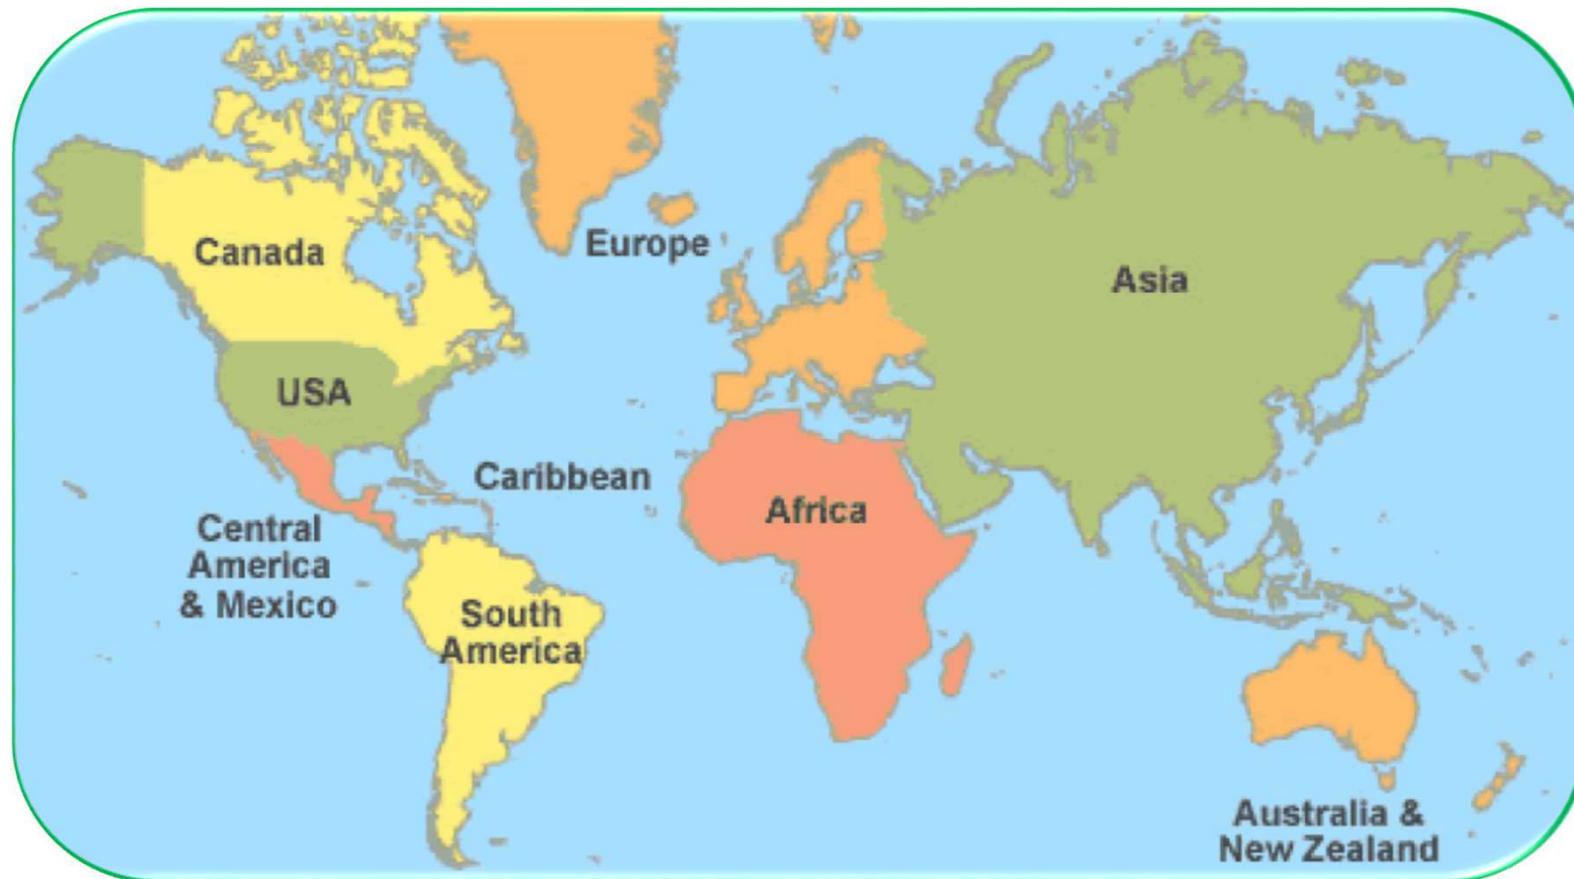 Canada
Europe
Asia
USA
Caribbean
Africa
Central
America
& Mexico
South
America
Australia &
New Zealand